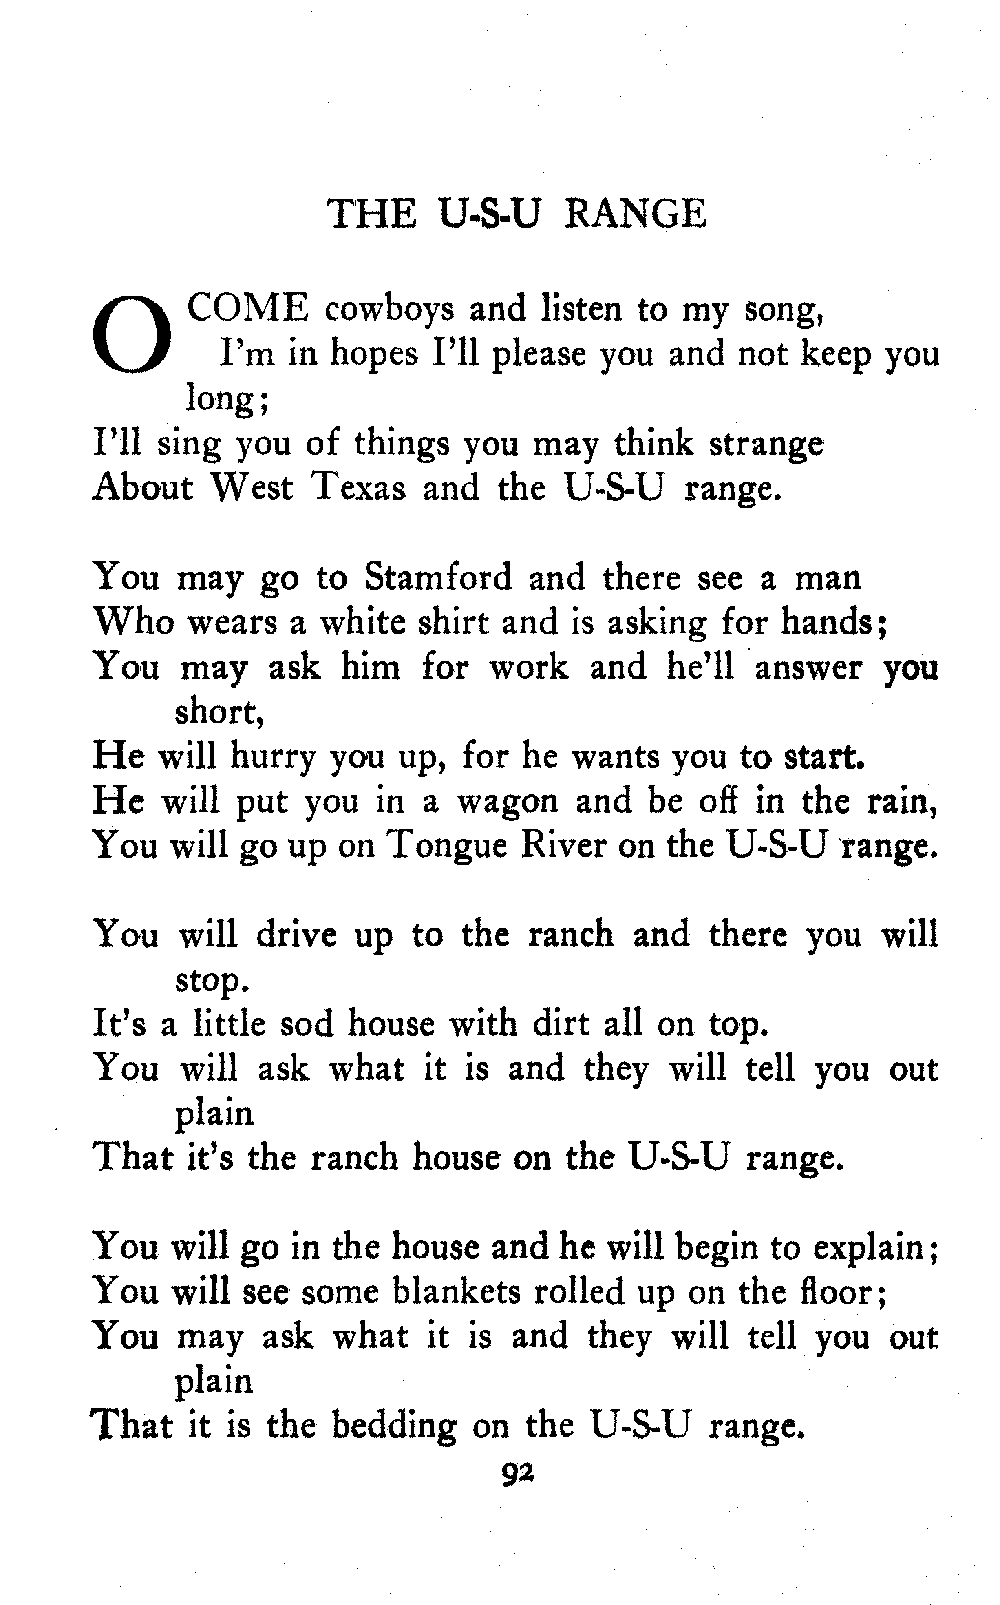 THE U-S-U RANGE
O COME cowboys and listen to my song,
I'm in hopes I'll please you and not keep you
long;
I'll sing you of things you may think strange
About West Texas and the U-S-U range.
You may go to Stamford and there see a man
Who wears a white shirt and is asking for hands;
You may ask him for work and he'll answer you
short,
He will hurry you up, for he wants you to start.
He will put you in a wagon and be off in the rain,
You will go up on Tongue River on the U-S-U range.
You will drive up to the ranch and there you will
stop.
It's a little sod house with dirt all on top.
You will ask what it is and they will tell you out
plain
That it's the ranch house on the U-S-U range.
You will go in the house and he will begin to explain;
You will see some blankets rolled up on the floor;
You may ask what it is and they will tell you out
plain
That it is the bedding on the U-S-U range.
92